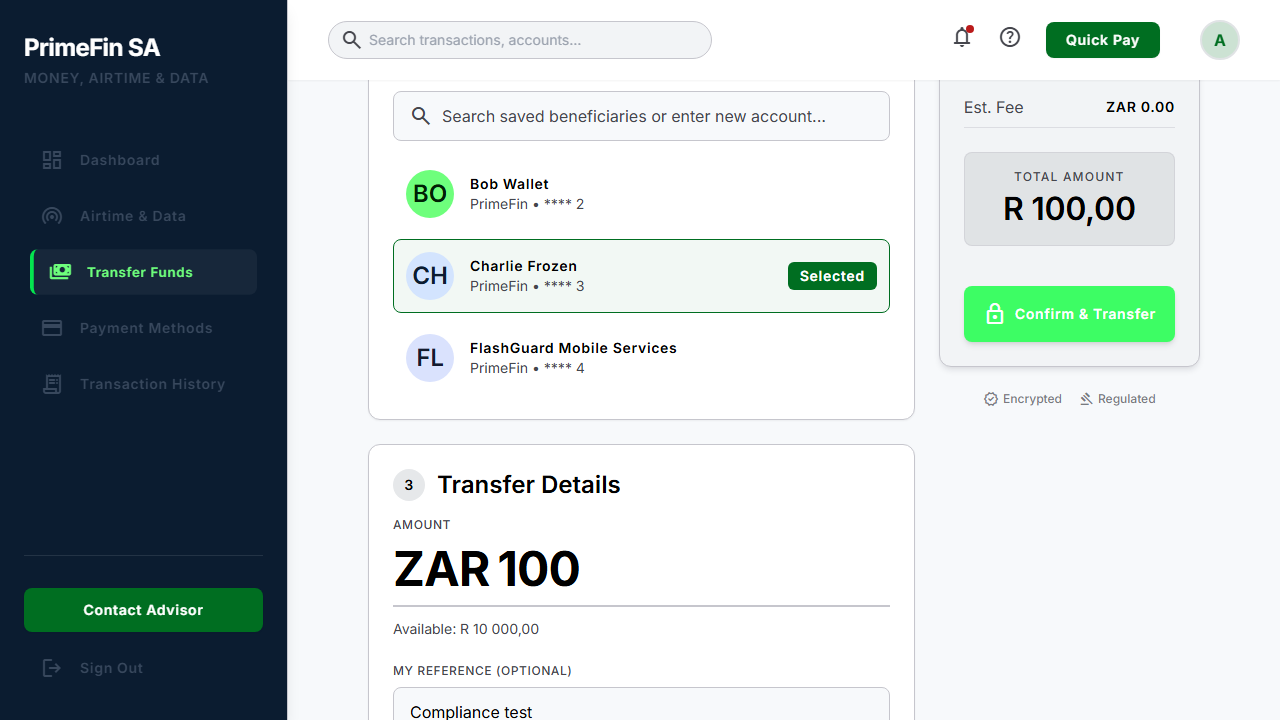 PrimeFin SA
MONEY, AIRTIME & DATA
Dashboard
Airtime & Data
Transfer Funds
Payment Methods
Transaction History
Contact Advisor
Sign Out
Search transactions, accounts...
Quick Pay
A
Search saved beneficiaries or enter new account...
BO
Bob Wallet
PrimeFin • **** 2
CH
Charlie Frozen
PrimeFin • **** 3
Selected
FL
FlashGuard Mobile Services
PrimeFin • **** 4
3
Transfer Details
AMOUNT
ZAR 100
Available: R 10 000,00
MY REFERENCE (OPTIONAL)
Compliance test
Est. Fee
ZAR 0.00
TOTAL AMOUNT
R 100,00
Confirm & Transfer
Encrypted
Regulated